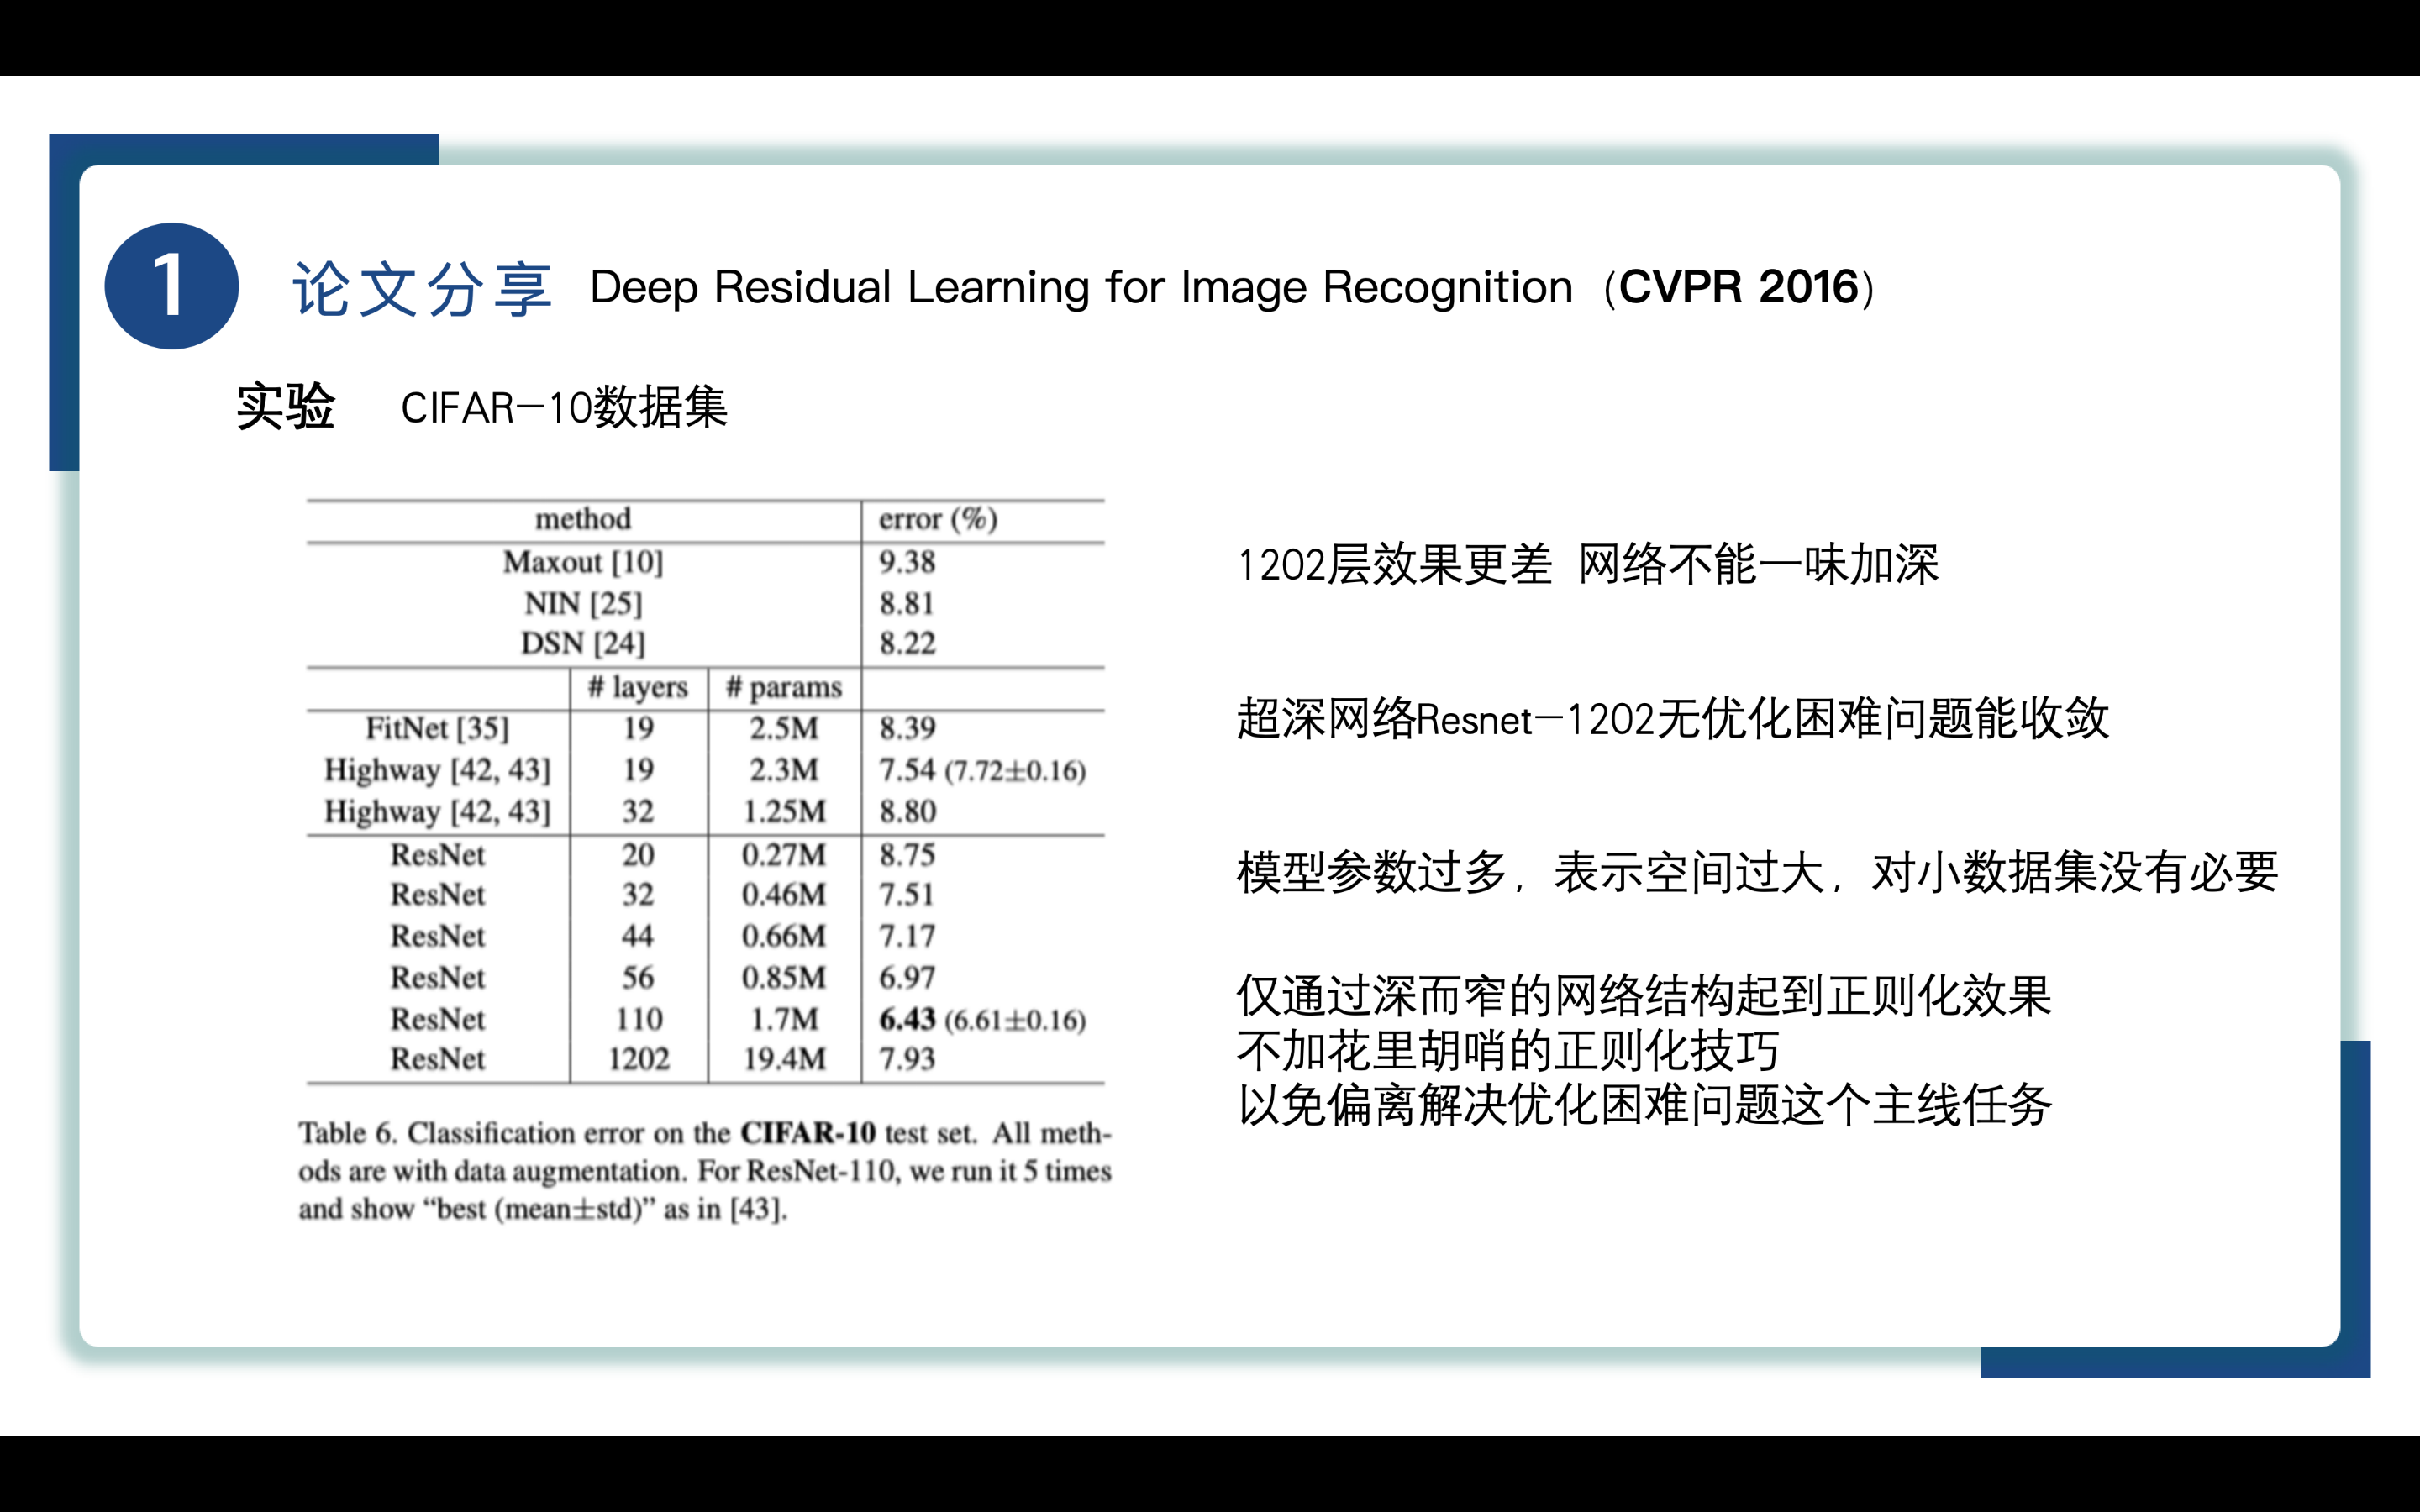 1
论文分享 Deep Residual Learning for Image Recognition（CVPR 2016）
实验 CIFAR-10数据集
method error (%)
Maxout [10] 9.38
NIN [25] 8.81
DSN [24] 8.22
# layers # params
FitNet [35] 19 2.5M 8.39
Highway [42, 43] 19 2.3M 7.54 (7.72±0.16)
Highway [42, 43] 32 1.25M 8.80
ResNet 20 0.27M 8.75
ResNet 32 0.46M 7.51
ResNet 44 0.66M 7.17
ResNet 56 0.85M 6.97
ResNet 110 1.7M 6.43 (6.61±0.16)
ResNet 1202 19.4M 7.93
Table 6. Classification error on the CIFAR-10 test set. All meth-
ods are with data augmentation. For ResNet-110, we run it 5 times
and show “best (mean±std)” as in [43].
1202层效果更差 网络不能一味加深
超深网络Resnet-1202无优化困难问题能收敛
模型参数过多，表示空间过大，对小数据集没有必要
仅通过深而窄的网络结构起到正则化效果
不加花里胡哨的正则化技巧
以免偏离解决优化困难问题这个主线任务